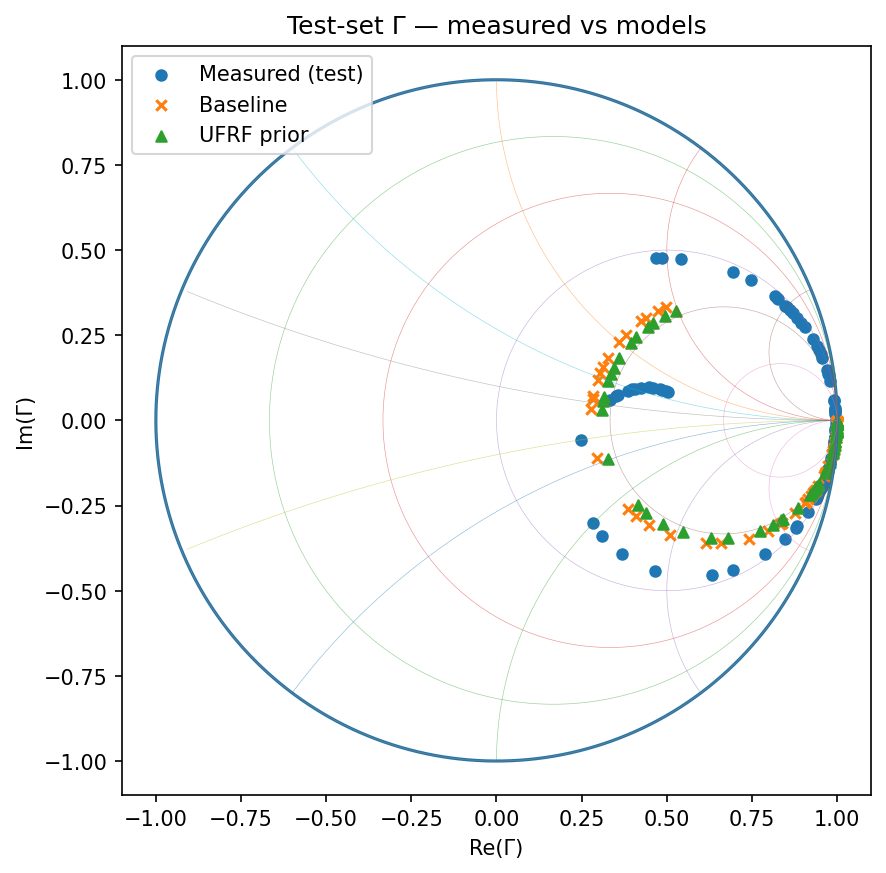 Test-set Γ — measured vs models
Measured (test)
Baseline
UFRF prior
1.00
0.75
0.50
0.25
0.00
−0.25
−0.50
−0.75
−1.00
Im(Γ)
−1.00 −0.75 −0.50 −0.25 0.00 0.25 0.50 0.75 1.00
Re(Γ)